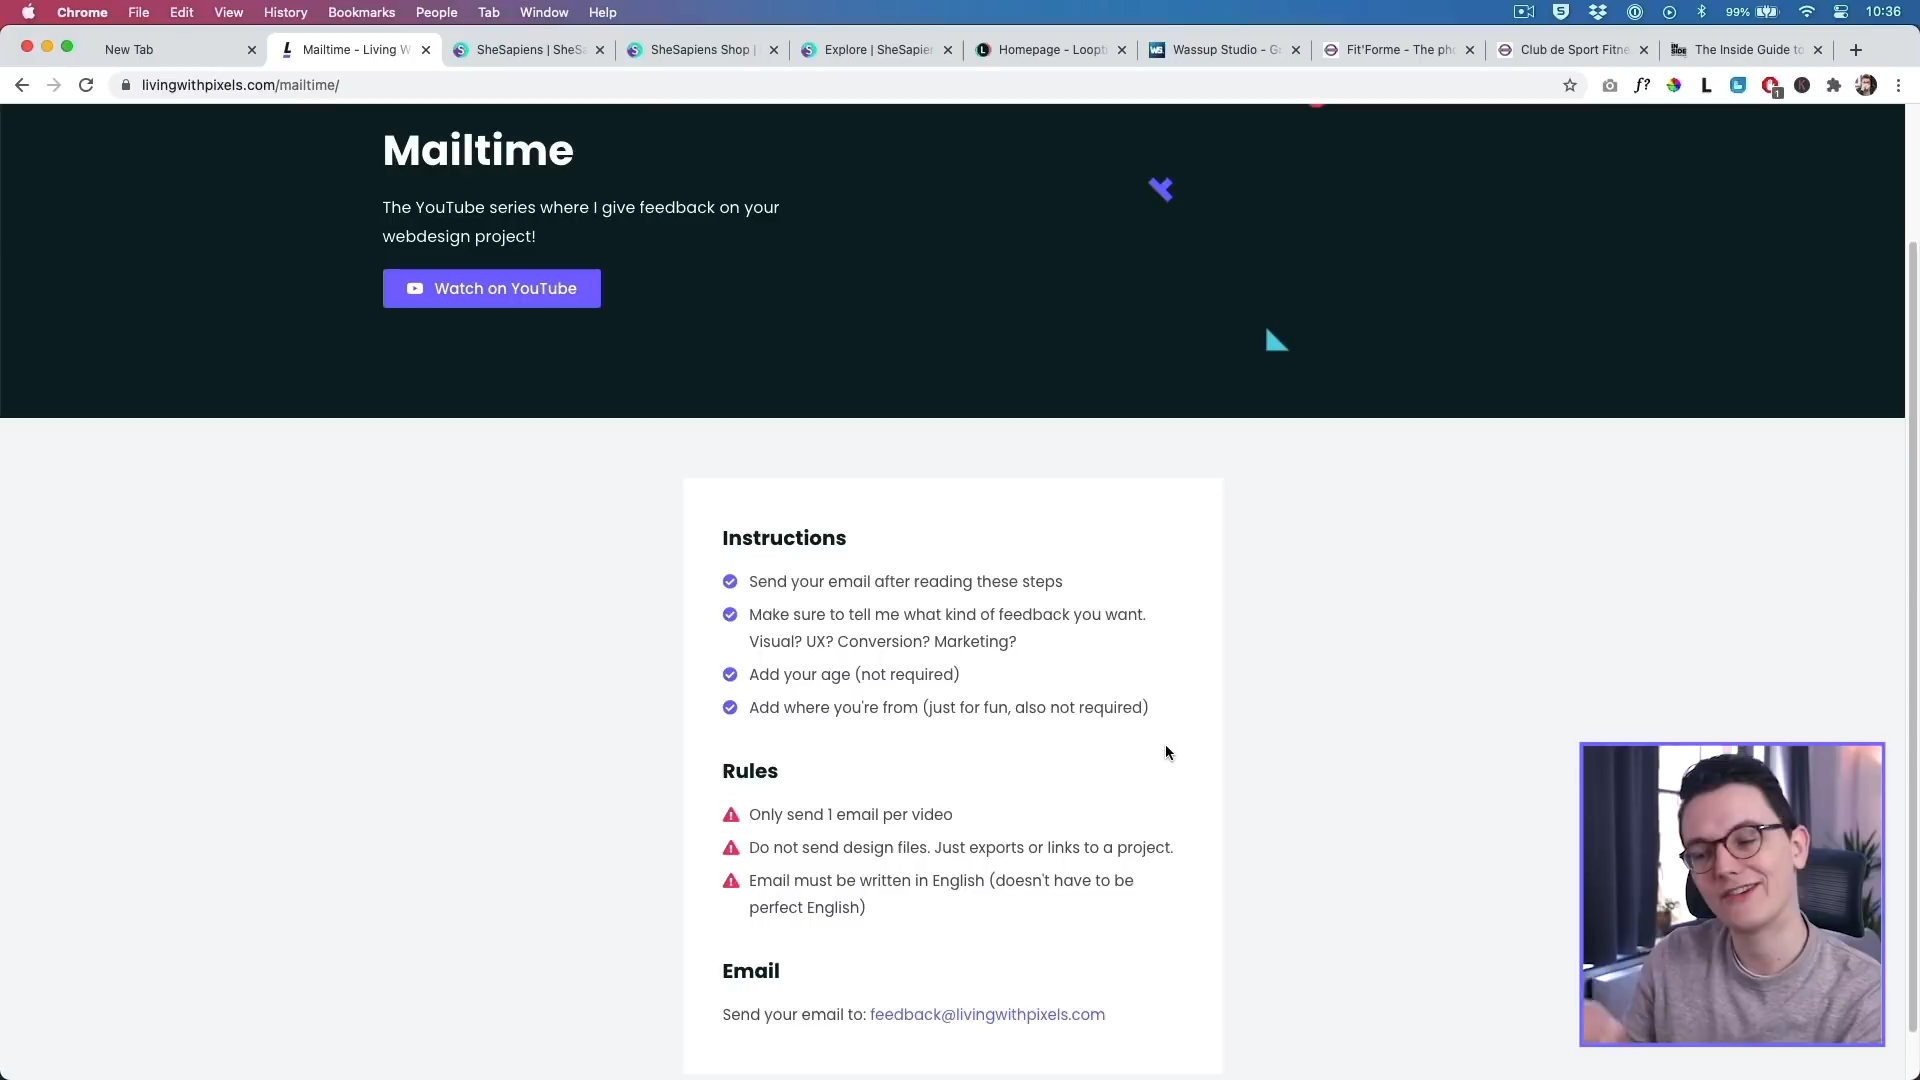 Chrome File Edit View History Bookmarks People Tab Window Help 99% 10:36
New Tab Mailtime - Living W SheSapiens | SheSa SheSapiens Shop | Explore | SheSapien Homepage - Loopti Wassup Studio - Gr Fit'Forme - The pho Club de Sport Fitne The Inside Guide to
livingwithpixels.com/mailtime/ f? L 1
Mailtime
The YouTube series where I give feedback on your
webdesign project!
Watch on YouTube
Instructions
Send your email after reading these steps
Make sure to tell me what kind of feedback you want.
Visual? UX? Conversion? Marketing?
Add your age (not required)
Add where you're from (just for fun, also not required)
Rules
Only send 1 email per video
Do not send design files. Just exports or links to a project.
Email must be written in English (doesn't have to be
perfect English)
Email
Send your email to: feedback@livingwithpixels.com